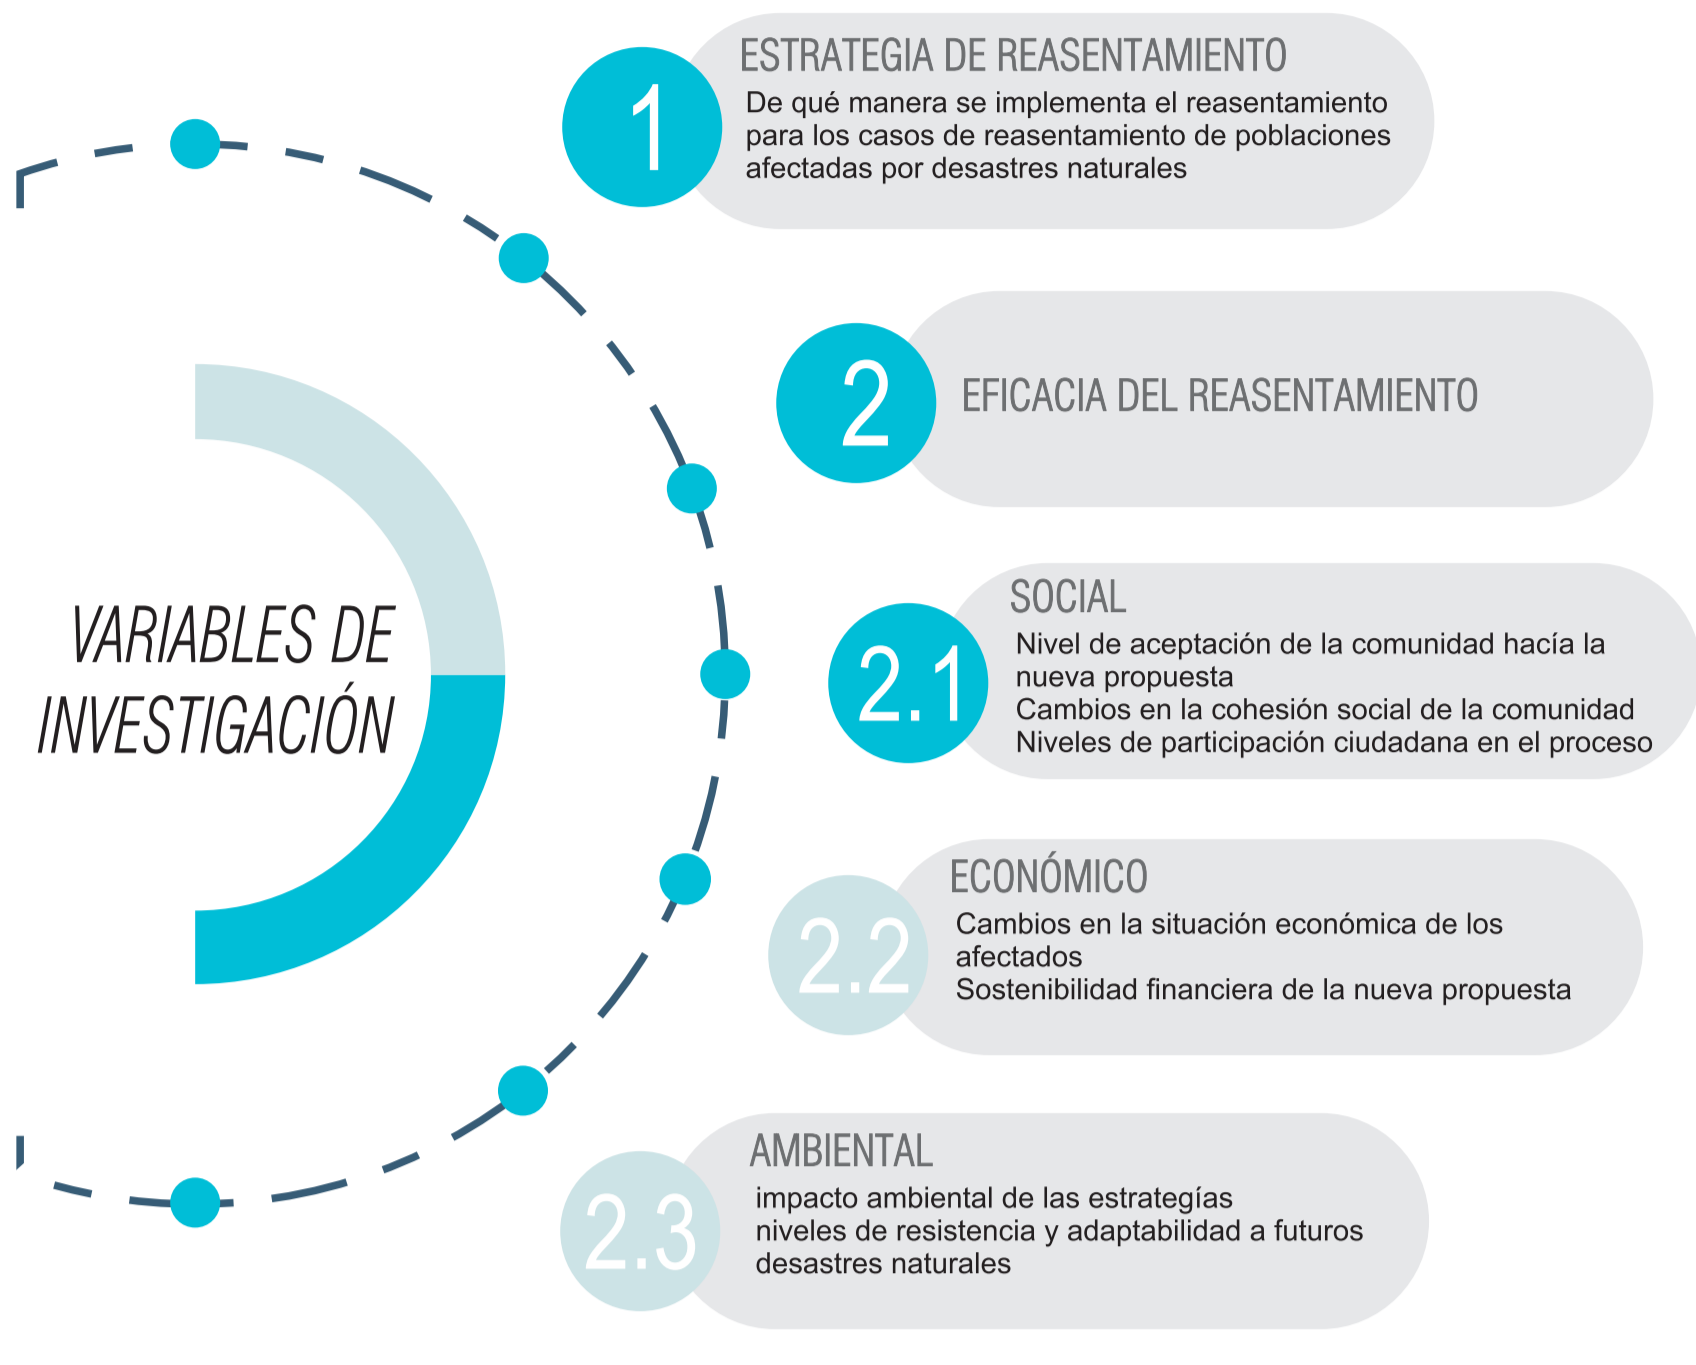 VARIABLES DE
INVESTIGACIÓN
1
ESTRATEGIA DE REASENTAMIENTO
De qué manera se implementa el reasentamiento
para los casos de reasentamiento de poblaciones
afectadas por desastres naturales
2
EFICACIA DEL REASENTAMIENTO
2.1
SOCIAL
Nivel de aceptación de la comunidad hacía la
nueva propuesta
Cambios en la cohesión social de la comunidad
Niveles de participación ciudadana en el proceso
2.2
ECONÓMICO
Cambios en la situación económica de los
afectados
Sostenibilidad financiera de la nueva propuesta
2.3
AMBIENTAL
impacto ambiental de las estrategías
niveles de resistencia y adaptabilidad a futuros
desastres naturales